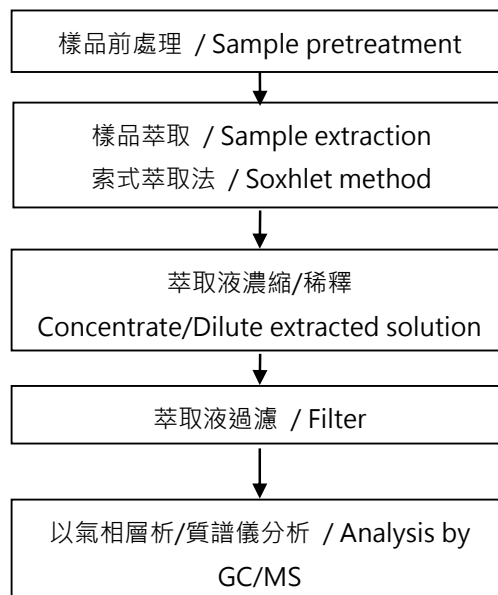 樣品前處理 / Sample pretreatment
樣品萃取 / Sample extraction
索式萃取法 / Soxhlet method
萃取液濃縮/稀釋
Concentrate/Dilute extracted solution
萃取液過濾 / Filter
以氣相層析/質譜儀分析 / Analysis by
GC/MS